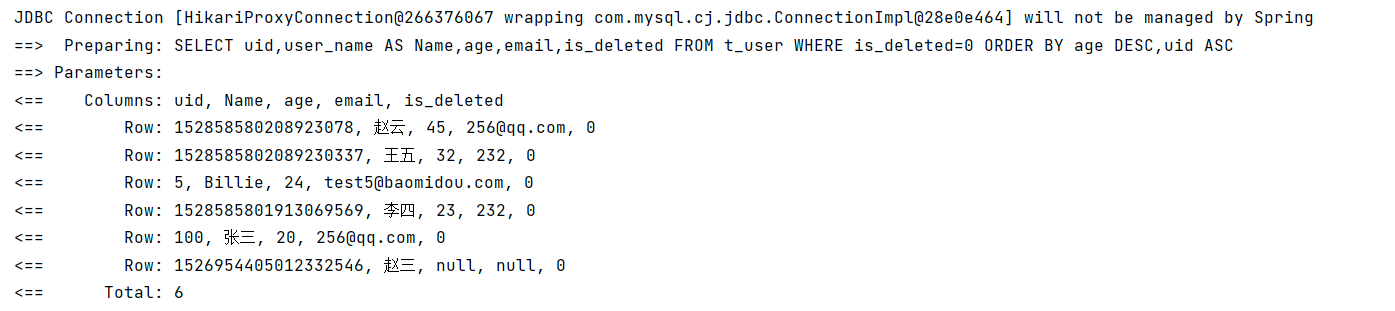 JDBC Connection [HikariProxyConnection@266376067 wrapping com.mysql.cj.jdbc.ConnectionImpl@28e0e464] will not be managed by Spring
==>  Preparing: SELECT uid,user_name AS Name,age,email,is_deleted FROM t_user WHERE is_deleted=0 ORDER BY age DESC,uid ASC
==> Parameters:
<==    Columns: uid, Name, age, email, is_deleted
<==        Row: 152858580208923078, 赵云, 45, 256@qq.com, 0
<==        Row: 1528585802089230337, 王五, 32, 232, 0
<==        Row: 5, Billie, 24, test5@baomidou.com, 0
<==        Row: 1528585801913069569, 李四, 23, 232, 0
<==        Row: 100, 张三, 20, 256@qq.com, 0
<==        Row: 1526954405012332546, 赵三, null, null, 0
<==      Total: 6